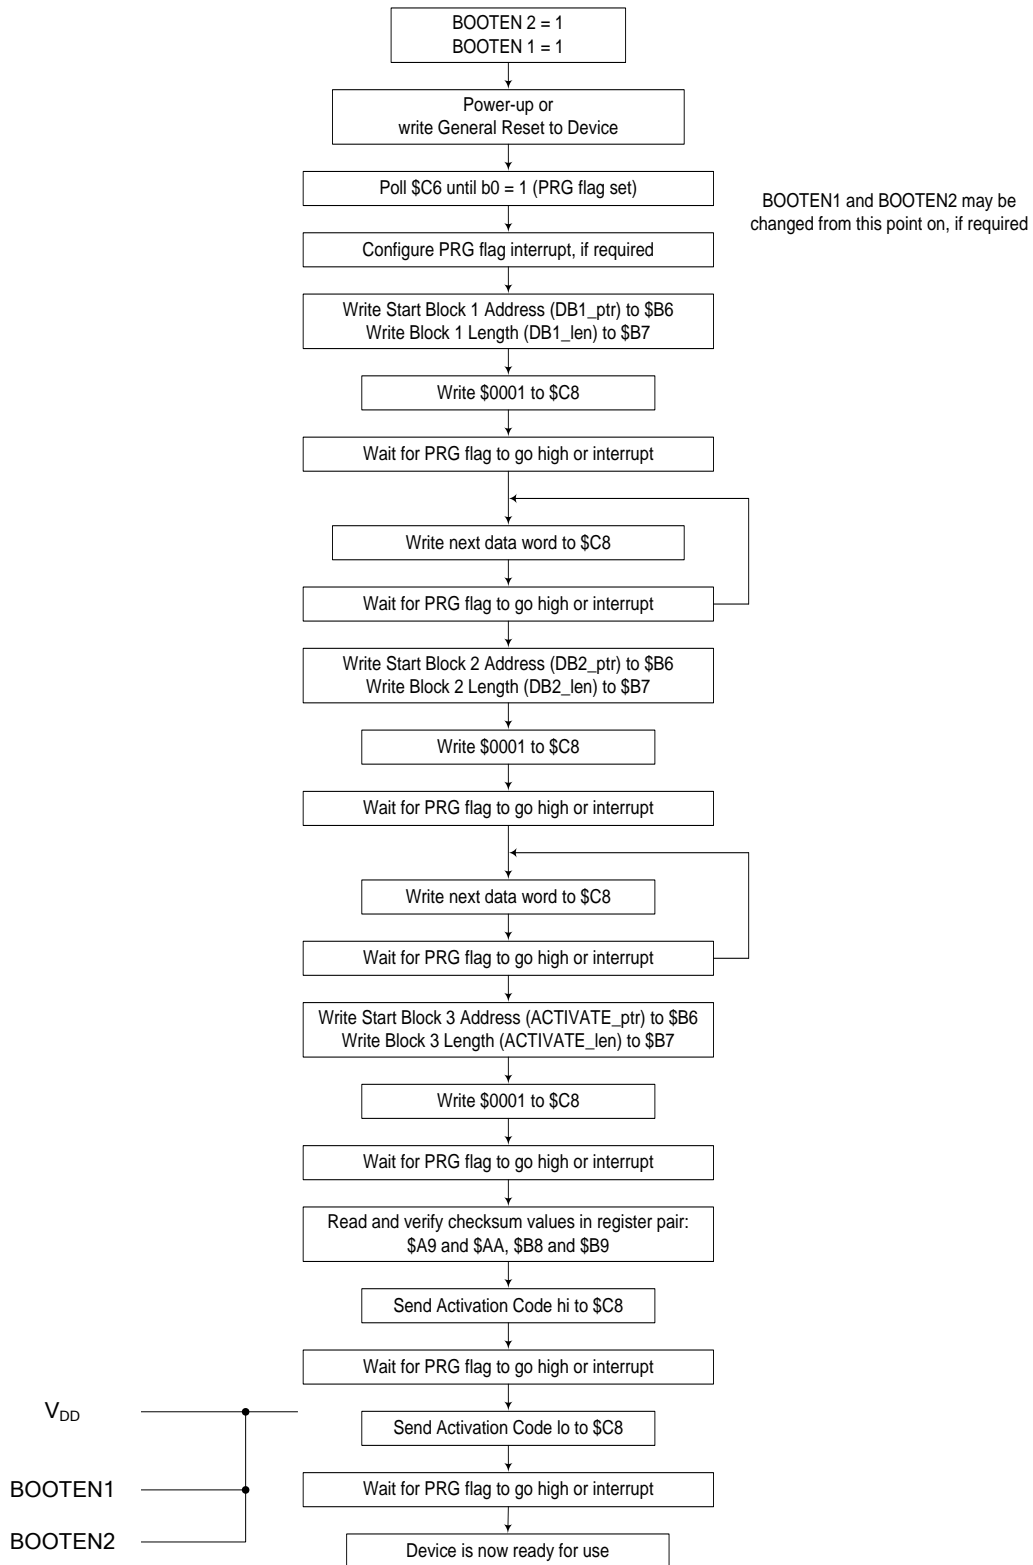 BOOTEN 2 = 1
BOOTEN 1 = 1
Power-up or
write General Reset to Device
Poll $C6 until b0 = 1 (PRG flag set)
BOOTEN1 and BOOTEN2 may be
changed from this point on, if required
Configure PRG flag interrupt, if required
Write Start Block 1 Address (DB1_ptr) to $B6
Write Block 1 Length (DB1_len) to $B7
Write $0001 to $C8
Wait for PRG flag to go high or interrupt
Write next data word to $C8
Wait for PRG flag to go high or interrupt
Write Start Block 2 Address (DB2_ptr) to $B6
Write Block 2 Length (DB2_len) to $B7
Write $0001 to $C8
Wait for PRG flag to go high or interrupt
Write next data word to $C8
Wait for PRG flag to go high or interrupt
Write Start Block 3 Address (ACTIVATE_ptr) to $B6
Write Block 3 Length (ACTIVATE_len) to $B7
Write $0001 to $C8
Wait for PRG flag to go high or interrupt
Read and verify checksum values in register pair:
$A9 and $AA, $B8 and $B9
Send Activation Code hi to $C8
Wait for PRG flag to go high or interrupt
Send Activation Code lo to $C8
Wait for PRG flag to go high or interrupt
Device is now ready for use
VDD
BOOTEN1
BOOTEN2